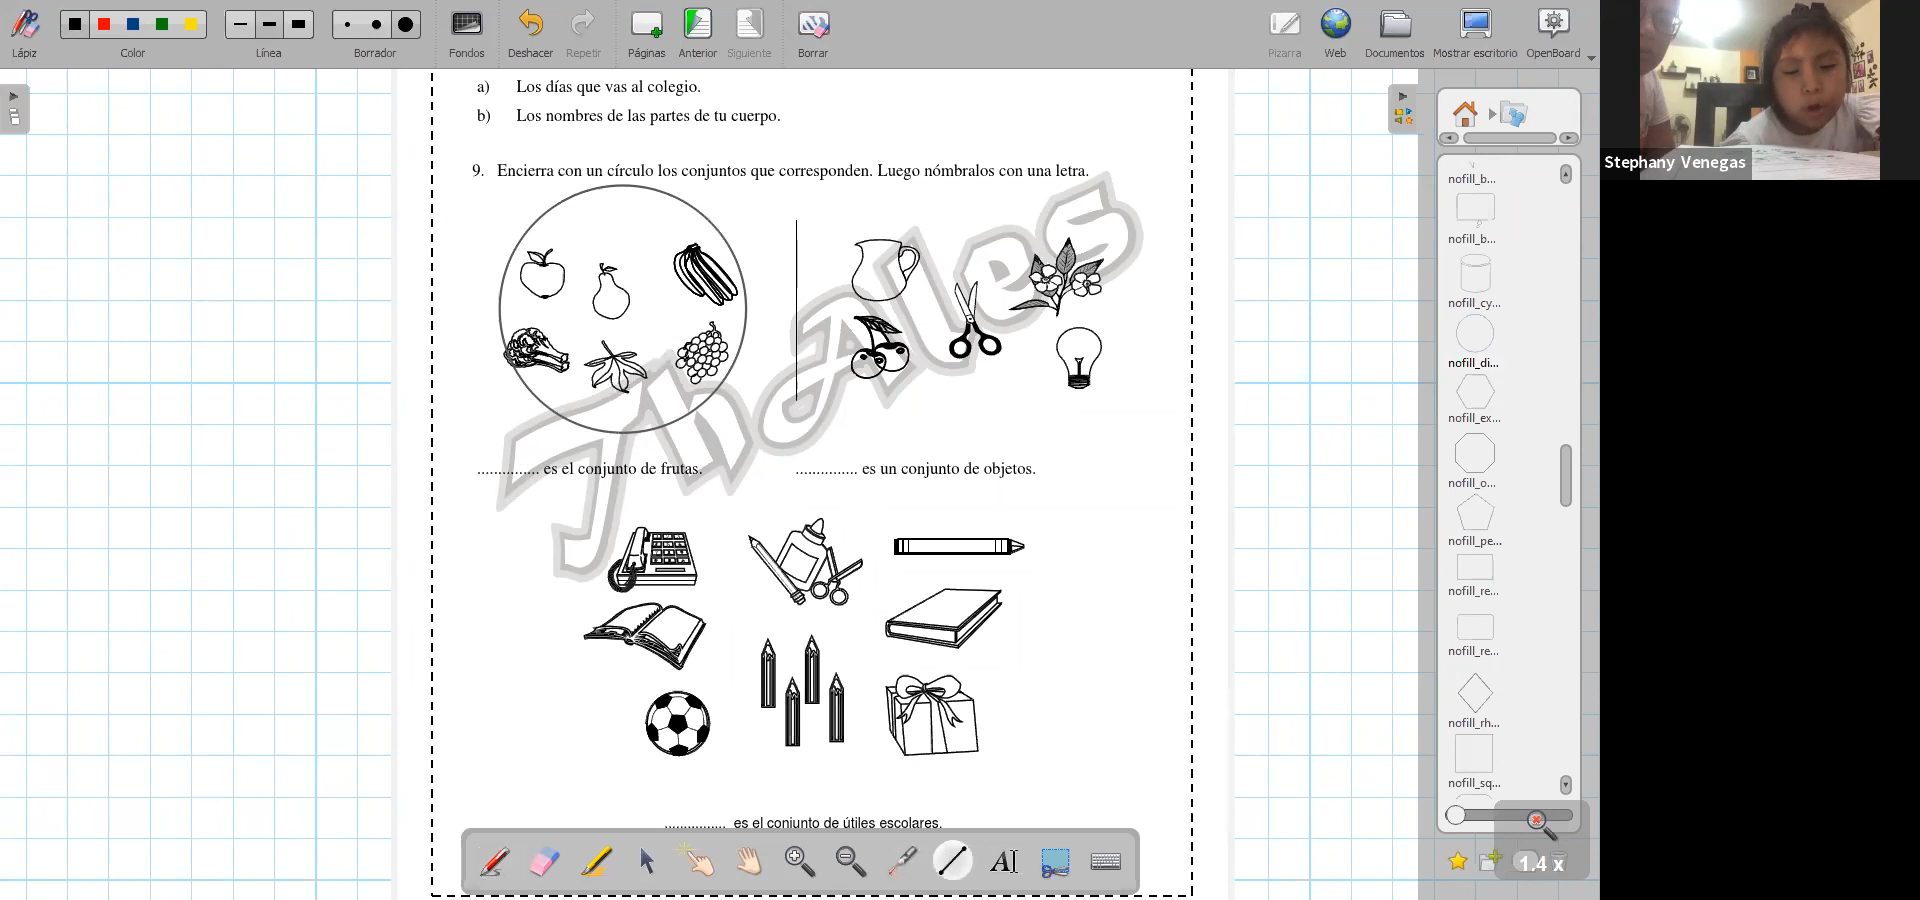 Lápiz
Color
Línea
Borrador
Fondos
Deshacer
Repetir
Páginas
Anterior
Siguiente
Borrar
Pizarra
Web
Documentos
Mostrar escritorio
OpenBoard
a) Los días que vas al colegio.
b) Los nombres de las partes de tu cuerpo.
9. Encierra con un círculo los conjuntos que corresponden. Luego nómbralos con una letra.
Thales
............... es el conjunto de frutas.
............... es un conjunto de objetos.
............... es el conjunto de útiles escolares.
AI
nofill_b...
nofill_b...
nofill_cy...
nofill_di...
nofill_ex...
nofill_o...
nofill_pe...
nofill_re...
nofill_re...
nofill_rh...
nofill_sq...
1.4 x
Stephany Venegas